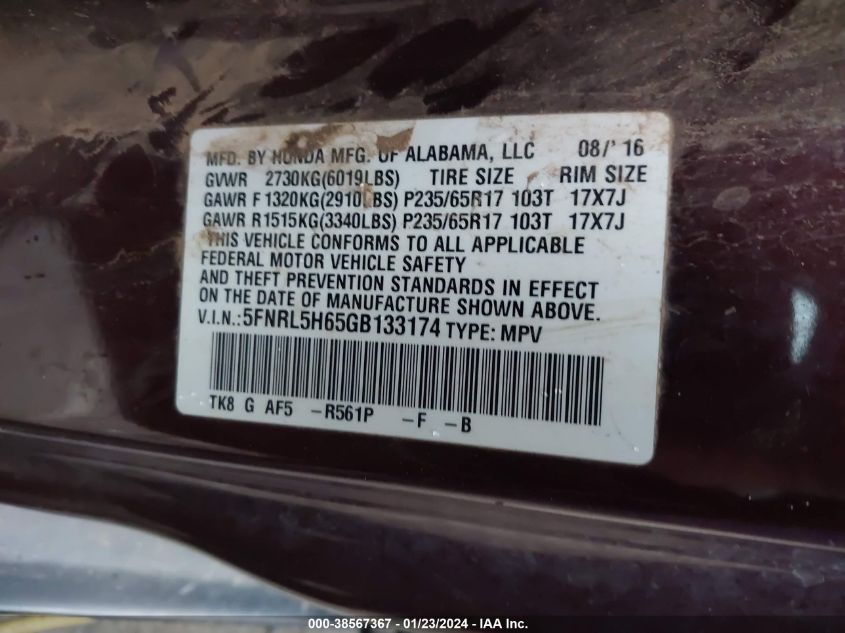 MFD. BY HONDA MFG. OF ALABAMA, LLC 08/'16
GVWR 2730KG(6019LBS) TIRE SIZE RIM SIZE
GAWR F 1320KG(2910LBS) P235/65R17 103T 17X7J
GAWR R1515KG(3340LBS) P235/65R17 103T 17X7J
THIS VEHICLE CONFORMS TO ALL APPLICABLE
FEDERAL MOTOR VEHICLE SAFETY
AND THEFT PREVENTION STANDARDS IN EFFECT
ON THE DATE OF MANUFACTURE SHOWN ABOVE.
V.I.N.:5FNRL5H65GB133174 TYPE: MPV
TK8 G AF5 -R561P -F -B
000-38567367 - 01/23/2024 - IAA Inc.